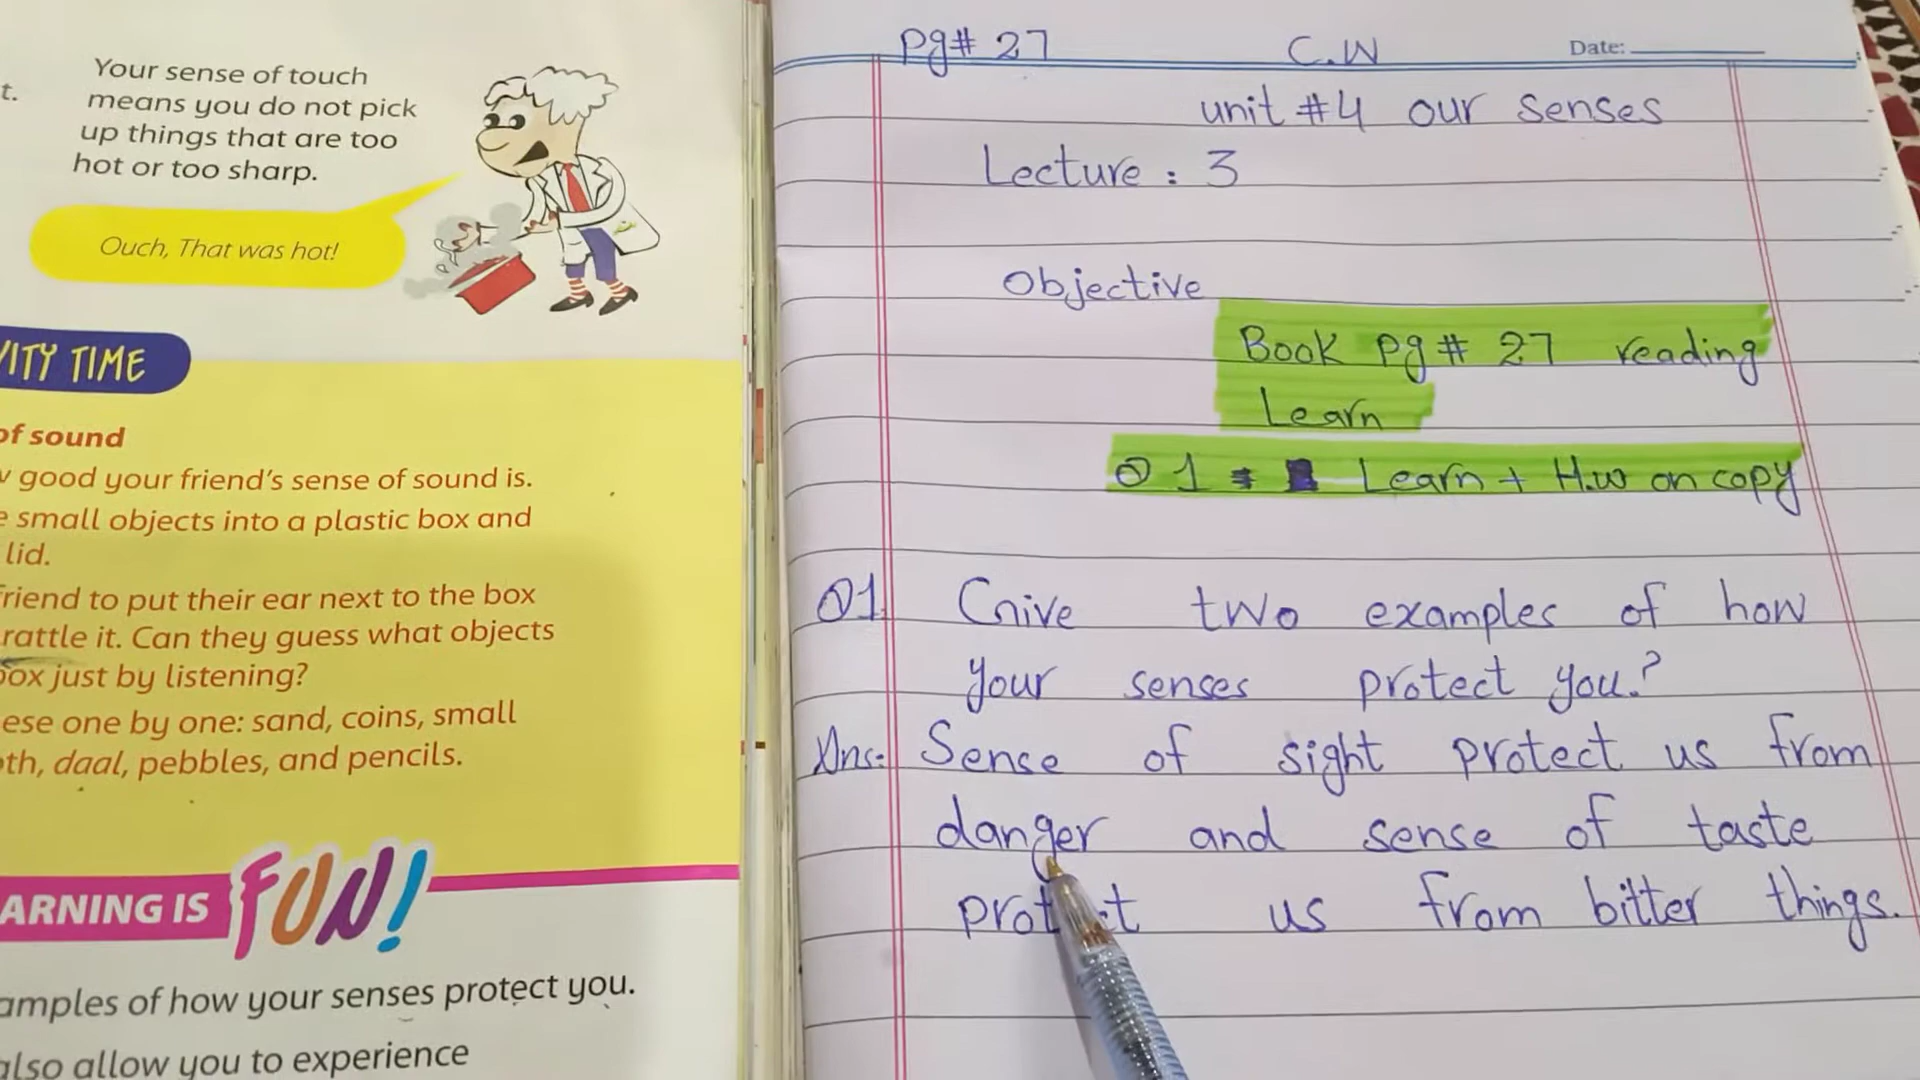 t.
Your sense of touch
means you do not pick
up things that are too
hot or too sharp.
Ouch, That was hot!
VITY TIME
of sound
good your friend's sense of sound is.
small objects into a plastic box and
lid.
friend to put their ear next to the box
rattle it. Can they guess what objects
box just by listening?
ese one by one: sand, coins, small
oth, daal, pebbles, and pencils.
ARNING IS FUN!
amples of how your senses protect you.
also allow you to experience
Pg# 27 C.W Date:
unit #4 our senses
Lecture : 3
Objective
Book pg# 27 reading
Learn
Q 1 Learn + H.w on copy
Q1 Give two examples of how
your senses protect you?
Ans: Sense of sight protect us from
danger and sense of taste
protect us from bitter things.